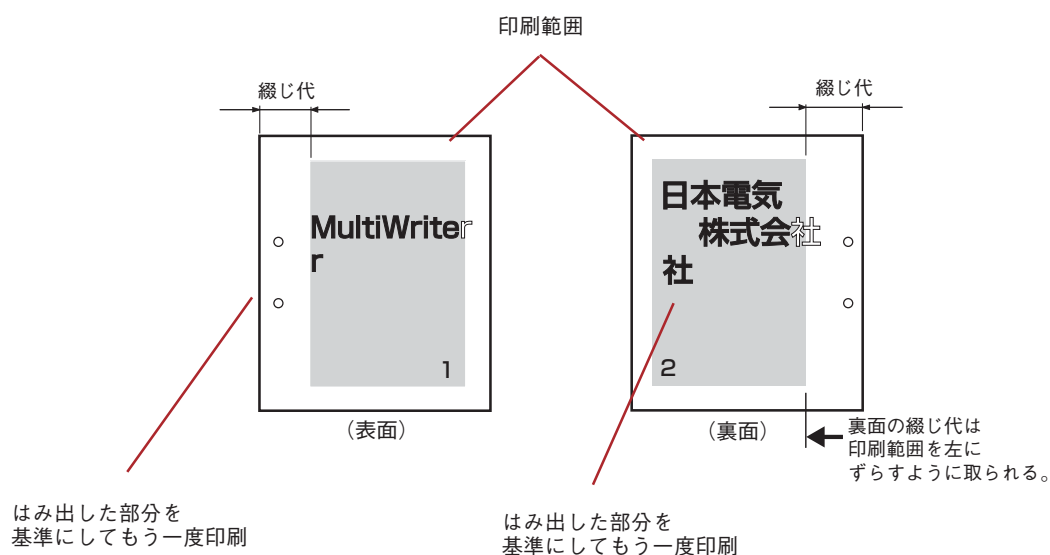 印刷範囲
綴じ代
綴じ代
MultiWriter
r
1
日本電気
株式会社
社
2
(表面)
(裏面)
裏面の綴じ代は
印刷範囲を左に
ずらすように取られる。
はみ出した部分を
基準にしてもう一度印刷
はみ出した部分を
基準にしてもう一度印刷